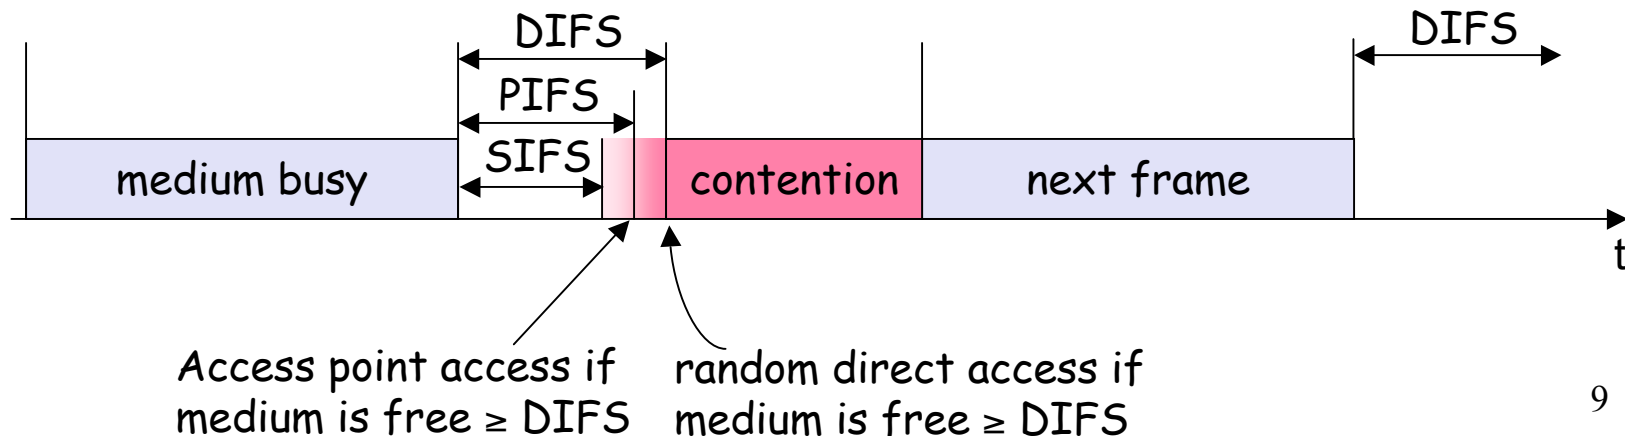 DIFS
DIFS
PIFS
SIFS
medium busy
contention
next frame
t
Access point access if
medium is free ≥ DIFS
random direct access if
medium is free ≥ DIFS
9